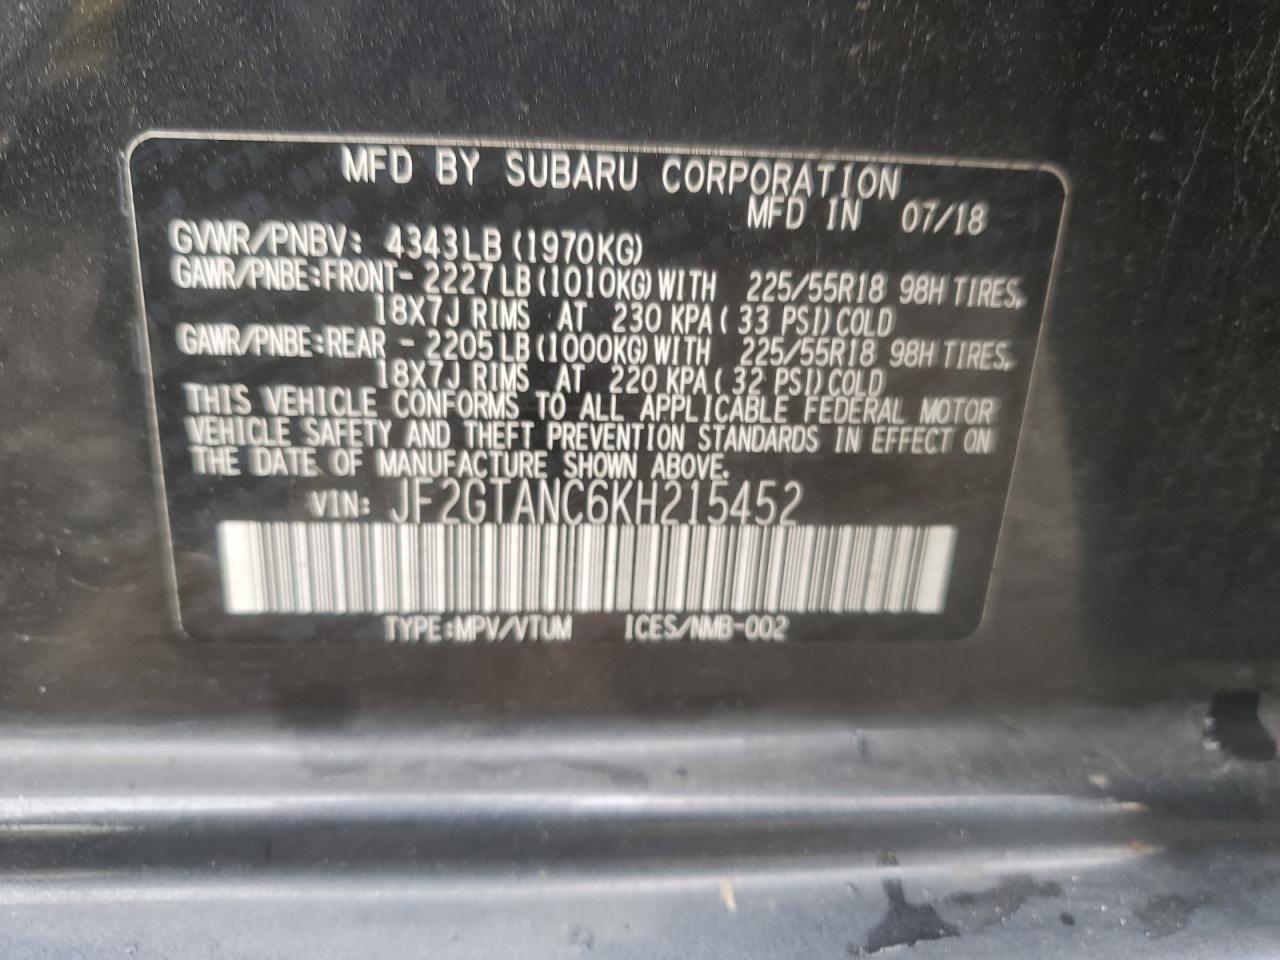 MFD BY SUBARU CORPORATION
MFD IN 07/18
GVWR/PNBV: 4343LB (1970KG)
GAWR/PNBE:FRONT- 2227LB (1010KG) WITH 225/55R18 98H TIRES,
18X7J RIMS AT 230 KPA( 33 PSI) COLD
GAWR/PNBE:REAR - 2205LB (1000KG) WITH 225/55R18 98H TIRES,
18X7J RIMS AT 220 KPA( 32 PSI) COLD
THIS VEHICLE CONFORMS TO ALL APPLICABLE FEDERAL MOTOR
VEHICLE SAFETY AND THEFT PREVENTION STANDARDS IN EFFECT ON
THE DATE OF MANUFACTURE SHOWN ABOVE.
VIN: JF2GTANC6KH215452
TYPE:MPV/VTUM ICES/NMB-002